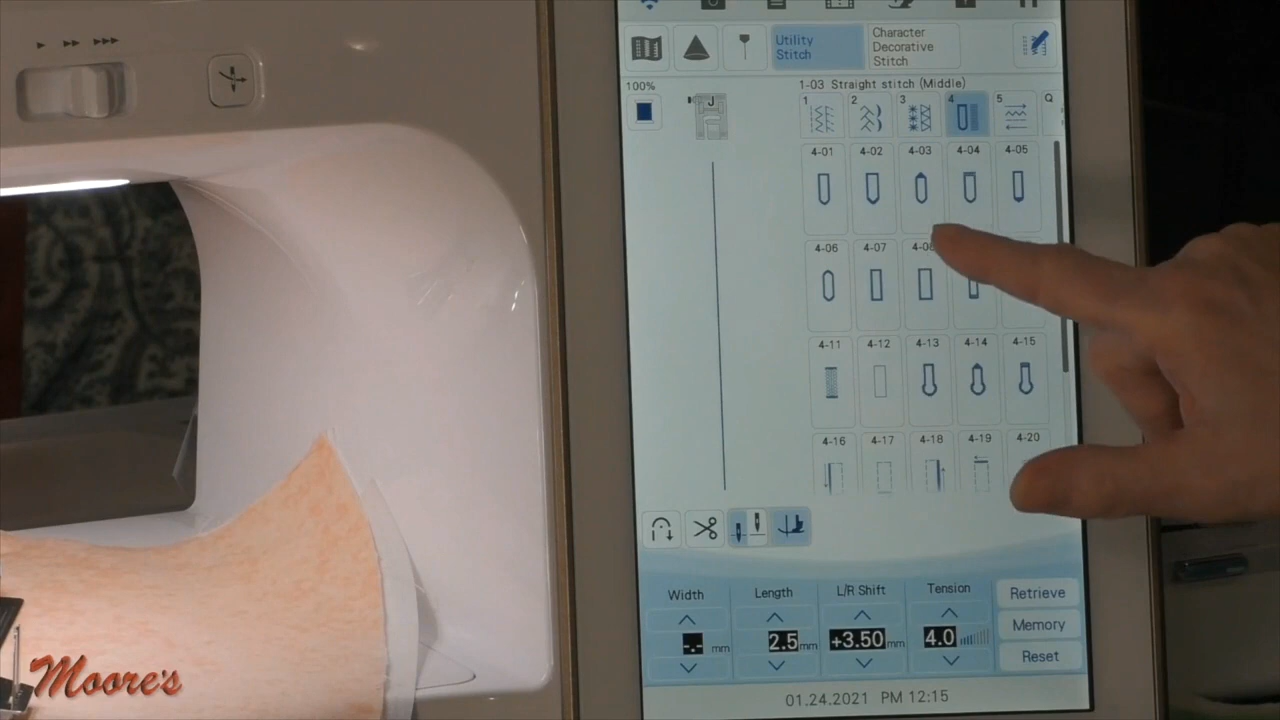 Utility
Stitch
Character
Decorative
Stitch
100%
1-03 Straight stitch (Middle)
J
1 2 3 4 5 Q
4-01 4-02 4-03 4-04 4-05
4-06 4-07 4-08
4-11 4-12 4-13 4-14 4-15
4-16 4-17 4-18 4-19 4-20
Width Length L/R Shift Tension
-.- mm 2.5 mm +3.50 mm 4.0
Retrieve
Memory
Reset
01.24.2021 PM 12:15
Moore's